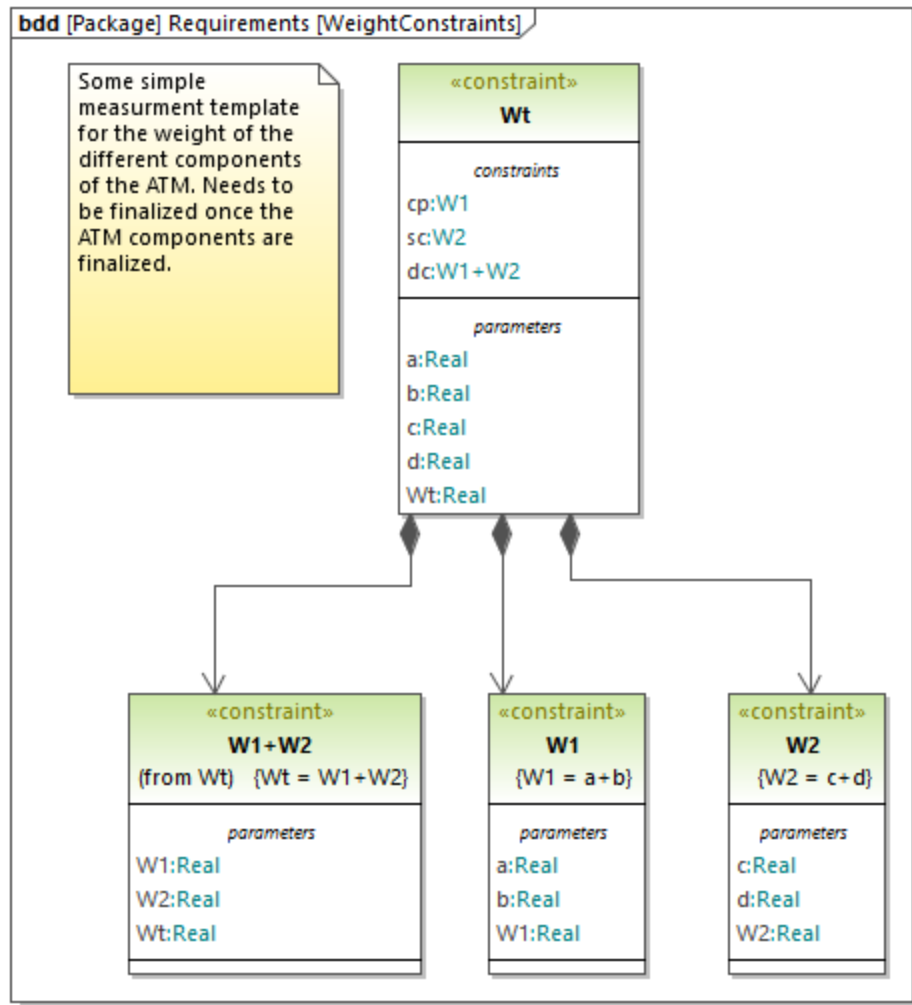 bdd [Package] Requirements [WeightConstraints]
Some simple
measurment template
for the weight of the
different components
of the ATM. Needs to
be finalized once the
ATM components are
finalized.
«constraint»
Wt
constraints
cp:W1
sc:W2
dc:W1+W2
parameters
a:Real
b:Real
c:Real
d:Real
Wt:Real
«constraint»
W1+W2
(from Wt) {Wt = W1+W2}
parameters
W1:Real
W2:Real
Wt:Real
«constraint»
W1
{W1 = a+b}
parameters
a:Real
b:Real
W1:Real
«constraint»
W2
{W2 = c+d}
parameters
c:Real
d:Real
W2:Real